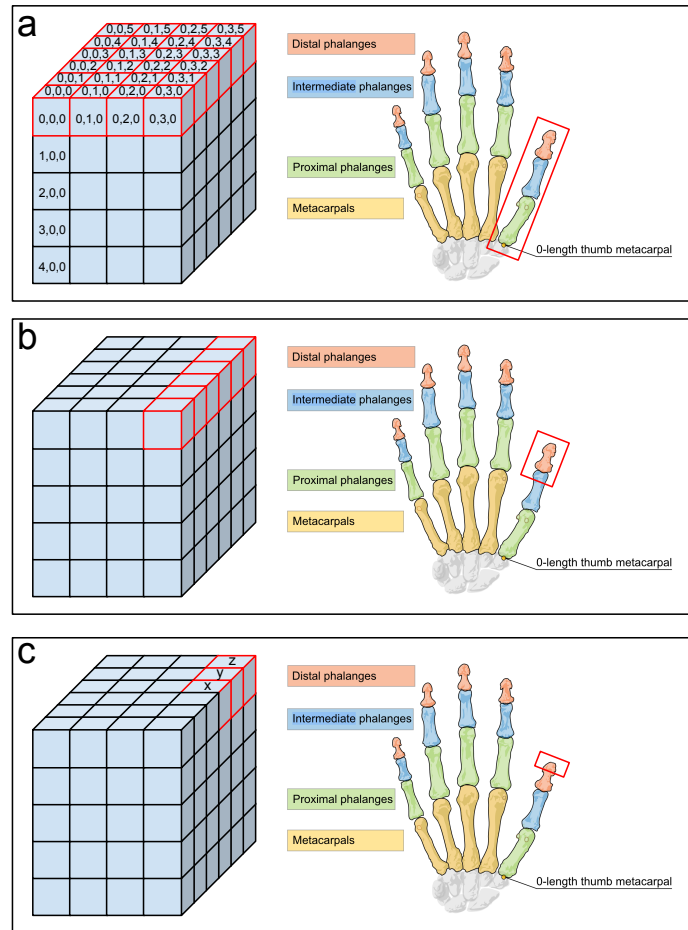 a
0,0,5 0,1,5 0,2,5 0,3,5
0,0,4 0,1,4 0,2,4 0,3,4
0,0,3 0,1,3 0,2,3 0,3,3
0,0,2 0,1,2 0,2,2 0,3,2
0,0,1 0,1,1 0,2,1 0,3,1
0,0,0 0,1,0 0,2,0 0,3,0
0,0,0 0,1,0 0,2,0 0,3,0
1,0,0
2,0,0
3,0,0
4,0,0
Distal phalanges
Intermediate phalanges
Proximal phalanges
Metacarpals
0-length thumb metacarpal
b
Distal phalanges
Intermediate phalanges
Proximal phalanges
Metacarpals
0-length thumb metacarpal
c
z
y
x
Distal phalanges
Intermediate phalanges
Proximal phalanges
Metacarpals
0-length thumb metacarpal